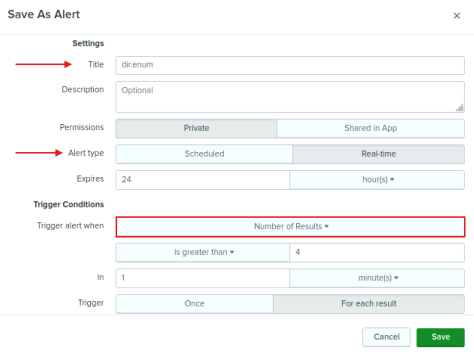 Save As Alert ×
Settings
Title dir.enum
Description Optional
Permissions Private Shared in App
Alert type Scheduled Real-time
Expires 24 hour(s)
Trigger Conditions
Trigger alert when Number of Results
is greater than 4
in 1 minute(s)
Trigger Once For each result
Cancel Save